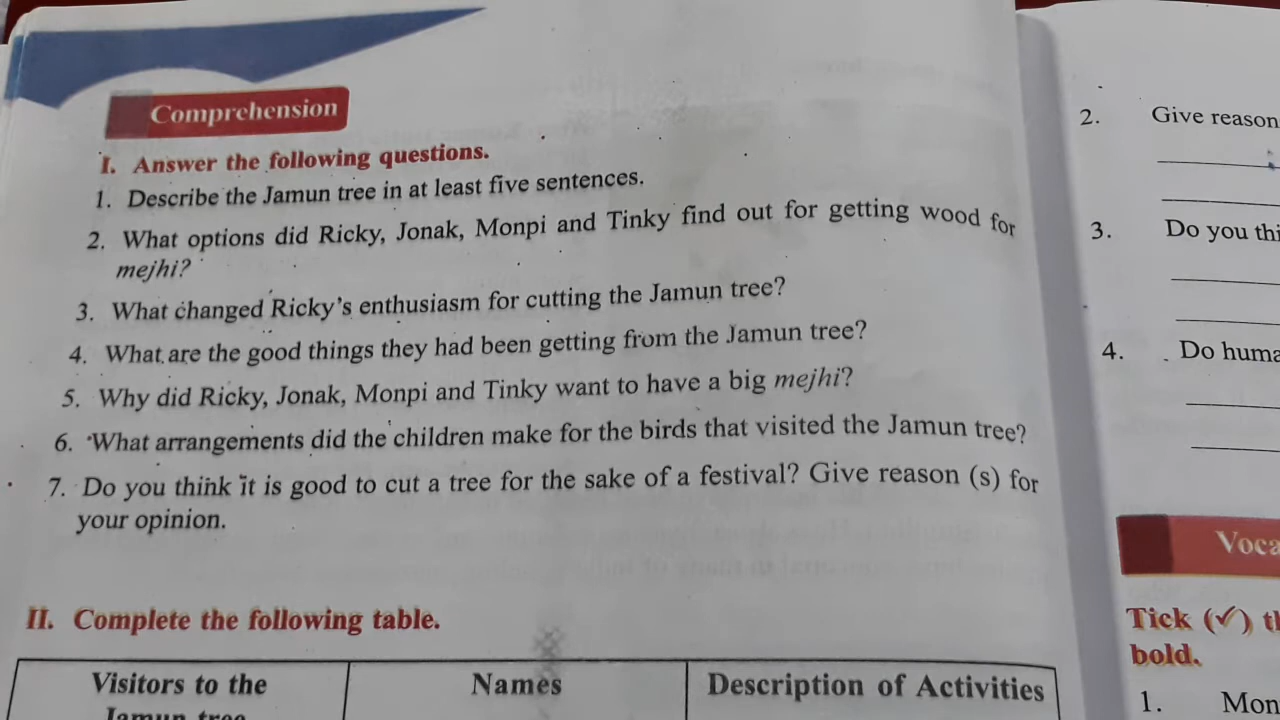 Comprehension
I. Answer the following questions.
1. Describe the Jamun tree in at least five sentences.
2. What options did Ricky, Jonak, Monpi and Tinky find out for getting wood for
mejhi?
3. What changed Ricky's enthusiasm for cutting the Jamun tree?
4. What are the good things they had been getting from the Jamun tree?
5. Why did Ricky, Jonak, Monpi and Tinky want to have a big mejhi?
6. What arrangements did the children make for the birds that visited the Jamun tree?
7. Do you think it is good to cut a tree for the sake of a festival? Give reason (s) for
your opinion.
II. Complete the following table.
Visitors to the
Jamun tree
Names
Description of Activities
2. Give reason
3. Do you thi
4. Do huma
Voca
Tick (✓) th
bold.
1. Mon